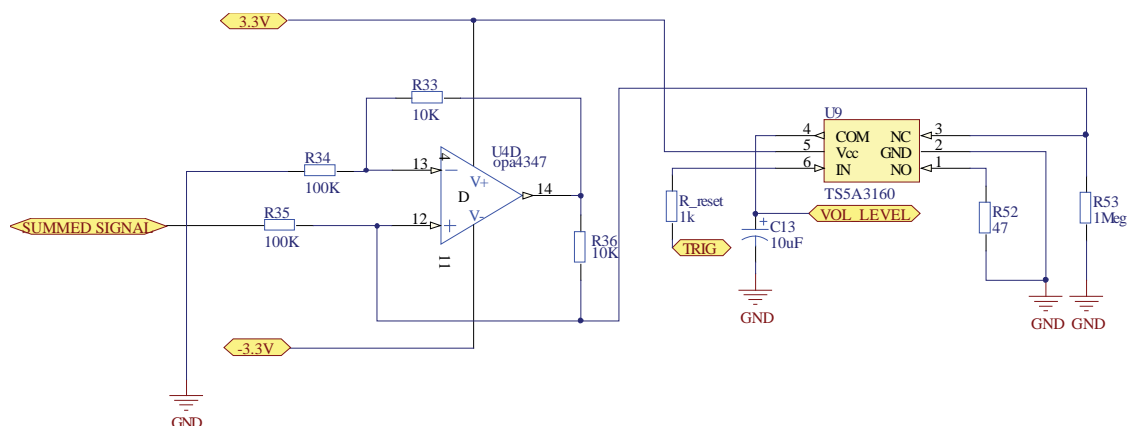 3.3V
R33
10K
U9
4 COM NC 3
5 Vcc GND 2
6 IN NO 1
TS5A3160
U4D
opa4347
4
R34
100K
13
V+
D
14
V-
R_reset
1k
VOL LEVEL
R53
1Meg
SUMMED SIGNAL
R35
100K
12
11
R36
10K
TRIG
C13
10uF
R52
47
GND
GND
GND
-3.3V
GND